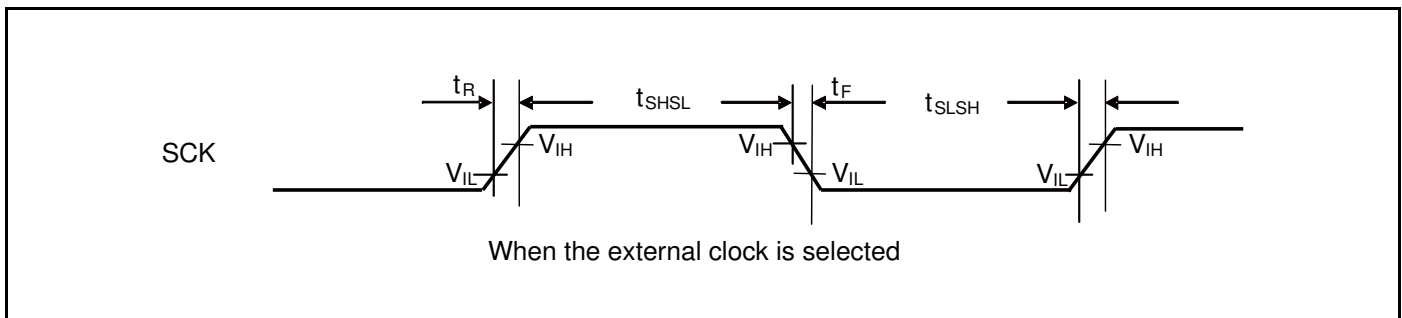 tR tSHSL tF tSLSH
SCK VIL VIH VIH VIL VIL VIH
When the external clock is selected